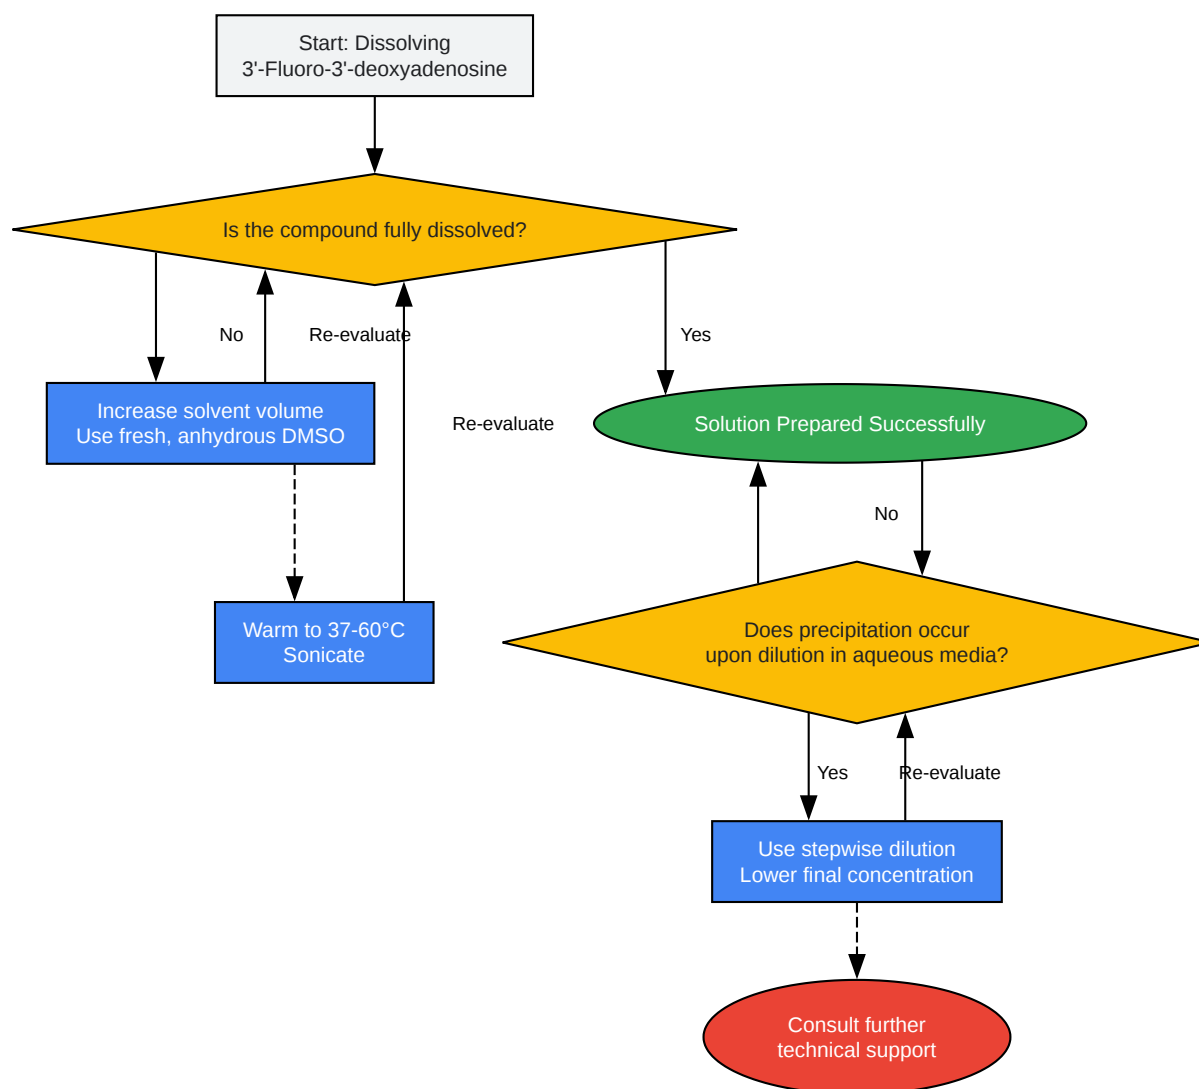 Start: Dissolving
3'-Fluoro-3'-deoxyadenosine
Is the compound fully dissolved?
No
Re-evaluate
Yes
Increase solvent volume
Use fresh, anhydrous DMSO
Re-evaluate
Solution Prepared Successfully
No
Warm to 37-60°C
Sonicate
Does precipitation occur
upon dilution in aqueous media?
Yes
Re-evaluate
Use stepwise dilution
Lower final concentration
Consult further
technical support